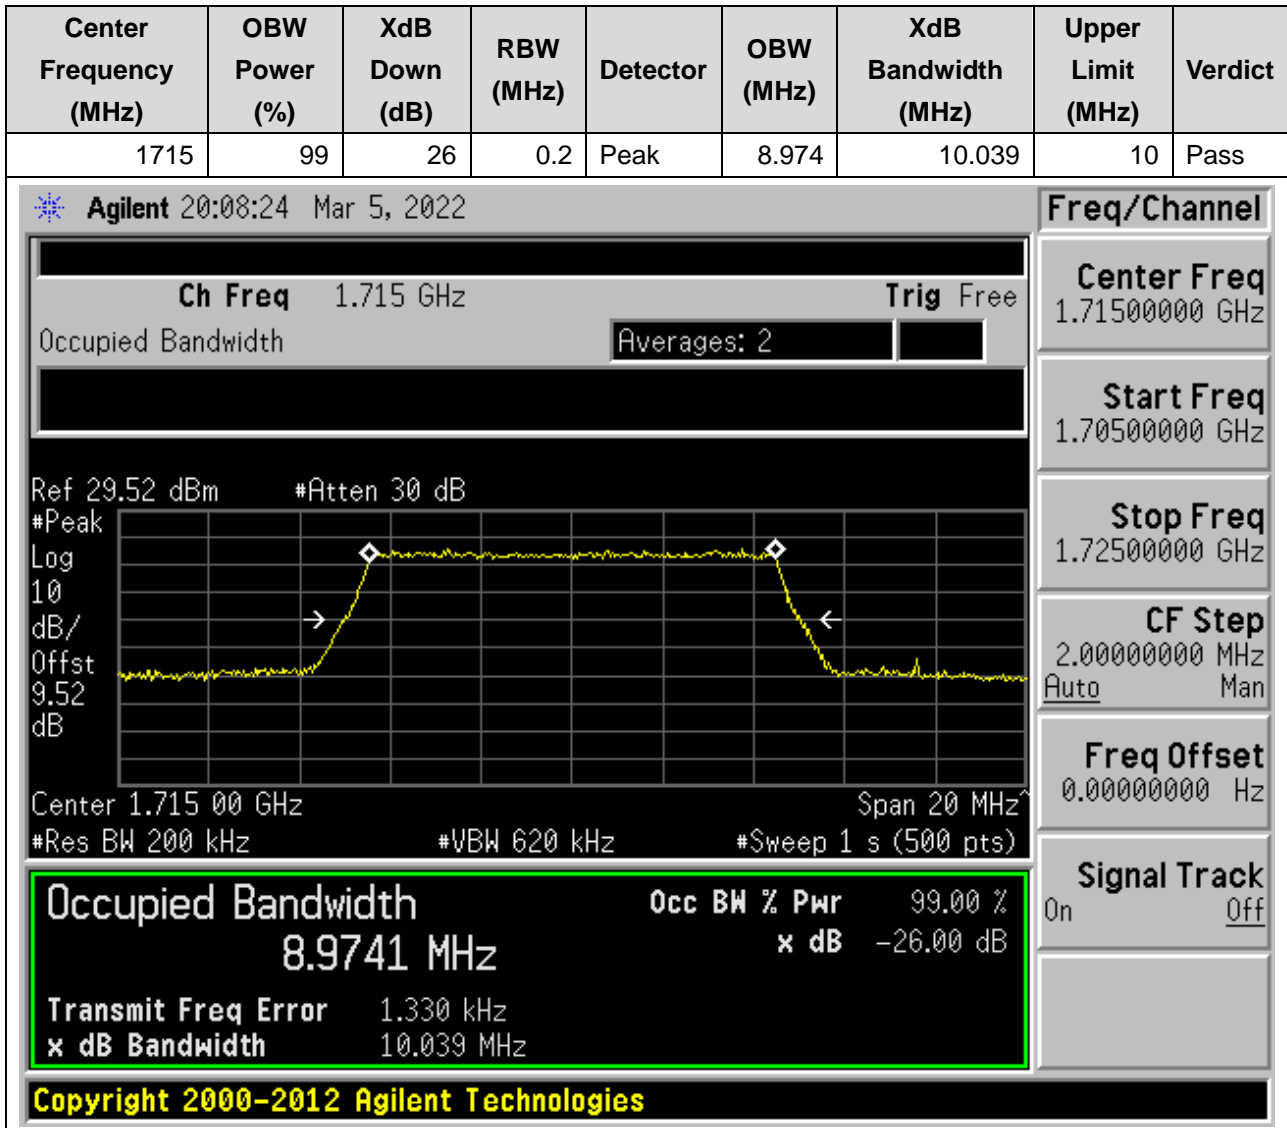 Center Frequency (MHz) OBW Power (%) XdB Down (dB) RBW (MHz) Detector OBW (MHz) XdB Bandwidth (MHz) Upper Limit (MHz) Verdict
1715 99 26 0.2 Peak 8.974 10.039 10 Pass
Agilent 20:08:24 Mar 5, 2022
Freq/Channel
Ch Freq 1.715 GHz Trig Free
Occupied Bandwidth Averages: 2
Center Freq
1.71500000 GHz
Start Freq
1.70500000 GHz
Stop Freq
1.72500000 GHz
CF Step
2.00000000 MHz
Auto Man
Freq Offset
0.00000000 Hz
Signal Track
On Off
Ref 29.52 dBm #Atten 30 dB
#Peak
Log
10
dB/
Offst
9.52
dB
Center 1.715 00 GHz Span 20 MHz^
#Res BW 200 kHz #VBW 620 kHz #Sweep 1 s (500 pts)
Occupied Bandwidth
8.9741 MHz
Occ BW % Pwr 99.00 %
x dB -26.00 dB
Transmit Freq Error 1.330 kHz
x dB Bandwidth 10.039 MHz
Copyright 2000-2012 Agilent Technologies